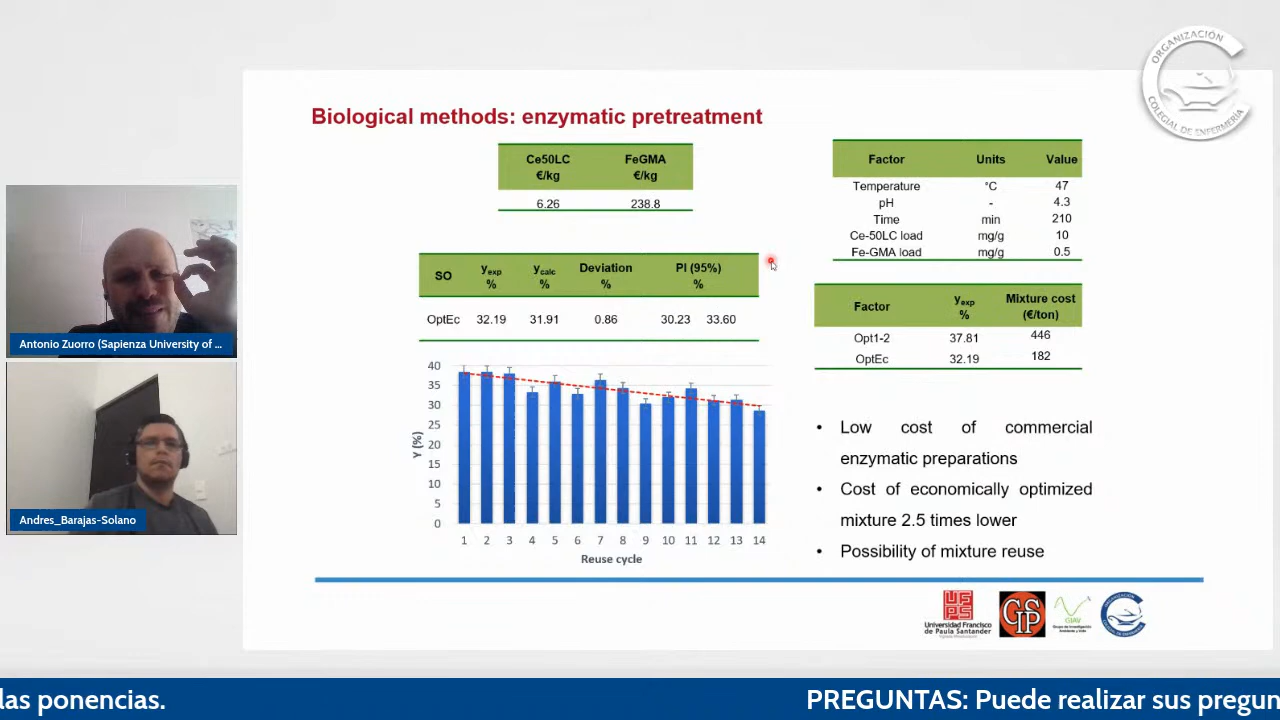 ORGANIZACIÓN
COLEGIAL DE ENFERMERÍA
Biological methods: enzymatic pretreatment
Ce50LC FeGMA
€/kg €/kg
6.26 238.8
Factor Units Value
Temperature °C 47
pH - 4.3
Time min 210
Ce-50LC load mg/g 10
Fe-GMA load mg/g 0.5
SO yexp ycalc Deviation PI (95%)
% % % %
OptEc 32.19 31.91 0.86 30.23 33.60
Factor yexp Mixture cost
% (€/ton)
Opt1-2 37.81 446
OptEc 32.19 182
Antonio Zuorro (Sapienza University of ...
Andres_Barajas-Solano
Y (%)
40
35
30
25
20
15
10
5
0
1 2 3 4 5 6 7 8 9 10 11 12 13 14
Reuse cycle
• Low cost of commercial
enzymatic preparations
• Cost of economically optimized
mixture 2.5 times lower
• Possibility of mixture reuse
UFPS
Universidad Francisco
de Paula Santander
GIAV
las ponencias.
PREGUNTAS: Puede realizar sus pregun